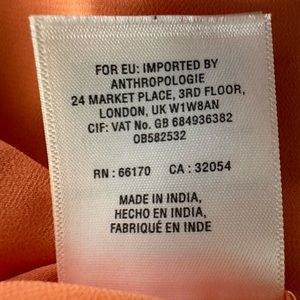 FOR EU: IMPORTED BY
ANTHROPOLOGIE
24 MARKET PLACE, 3RD FLOOR,
LONDON, UK W1W8AN
CIF: VAT No. GB 684936382
OB582532
RN : 66170 CA : 32054
MADE IN INDIA,
HECHO EN INDIA,
FABRIQUÉ EN INDE